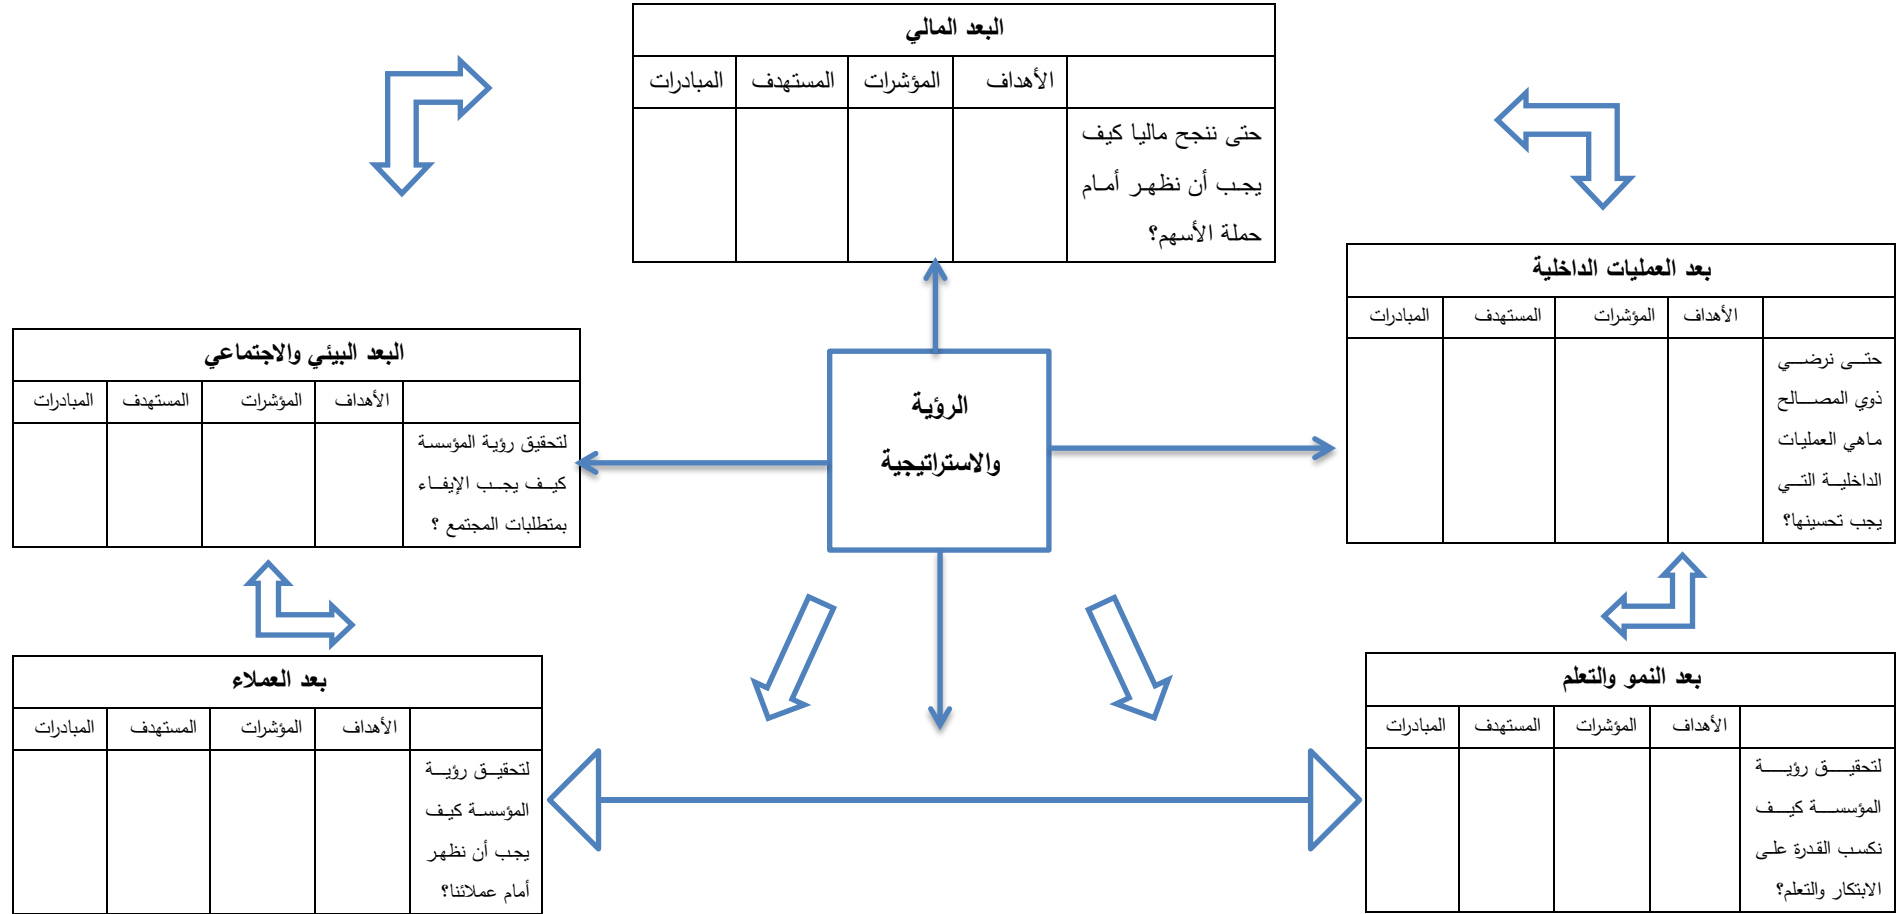 البعد المالي
الأهداف المؤشرات المستهدف المبادرات
حتى ننجح ماليا كيف
يجب أن نظهر أمام
حملة الأسهم؟
بعد العمليات الداخلية
الأهداف المؤشرات المستهدف المبادرات
حتى نرضي
ذوي المصالح
ماهي العمليات
الداخلية التي
يجب تحسينها؟
الرؤية
والاستراتيجية
البعد البيئي والاجتماعي
الأهداف المؤشرات المستهدف المبادرات
لتحقيق رؤية المؤسسة
كيف يجب الإيفاء
بمتطلبات المجتمع ؟
بعد النمو والتعلم
الأهداف المؤشرات المستهدف المبادرات
لتحقيق رؤية
المؤسسة كيف
نكسب القدرة على
الابتكار والتعلم؟
بعد العملاء
الأهداف المؤشرات المستهدف المبادرات
لتحقيق رؤية
المؤسسة كيف
يجب أن نظهر
أمام عملائنا؟